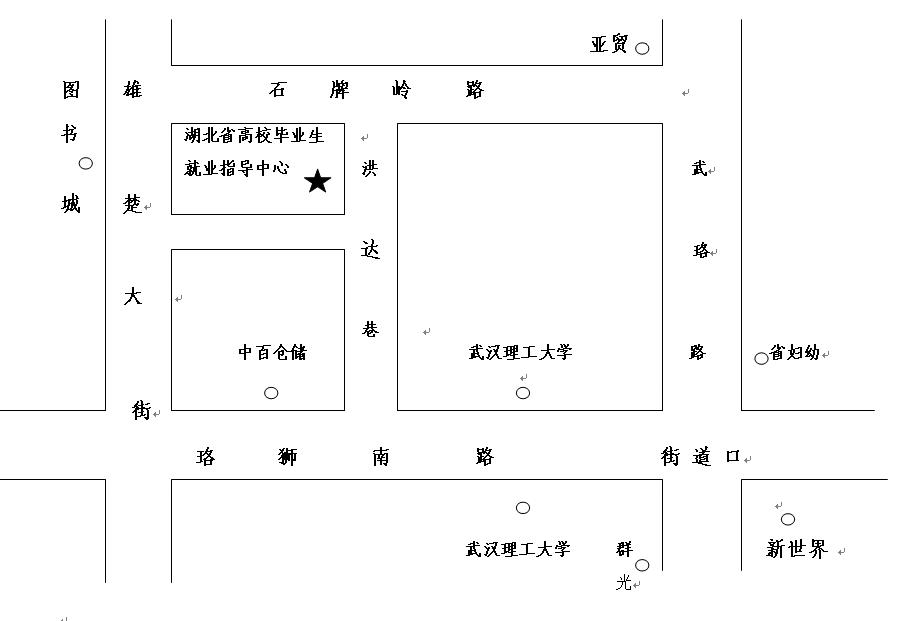 亚贸
图书城
雄楚大街
石牌岭路
湖北省高校毕业生
就业指导中心
洪达巷
武珞路
中百仓储
武汉理工大学
省妇幼
珞狮南路
街道口
武汉理工大学
群光
新世界